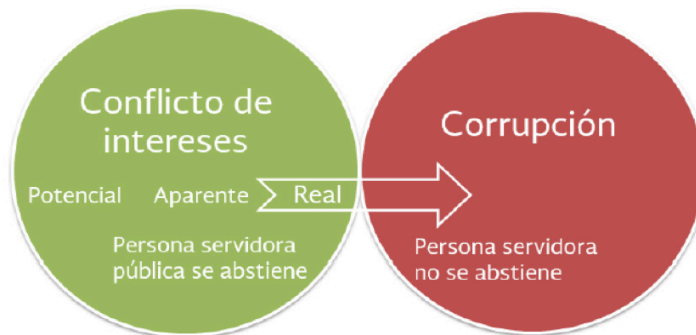 Conflicto de
intereses
Potencial
Aparente
Real
Persona servidora
pública se abstiene
Corrupción
Persona servidora
no se abstiene